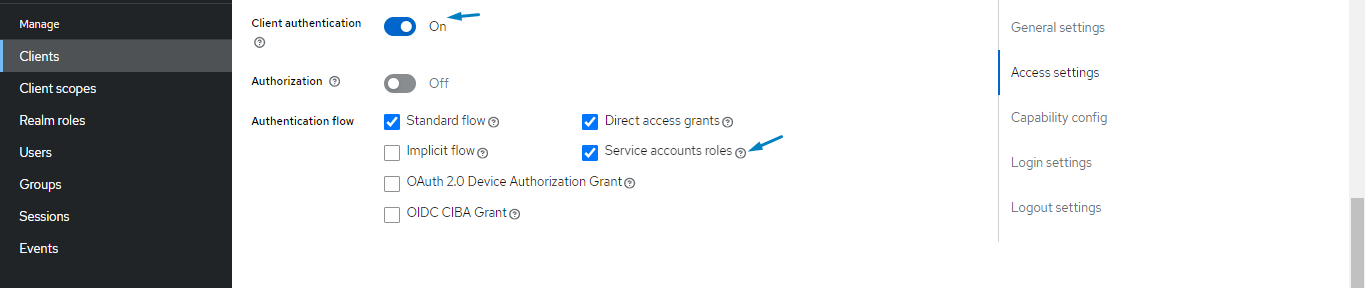 Manage
Clients
Client scopes
Realm roles
Users
Groups
Sessions
Events
Client authentication
On
Authorization
Off
Authentication flow
Standard flow
Direct access grants
Implicit flow
Service accounts roles
OAuth 2.0 Device Authorization Grant
OIDC CIBA Grant
General settings
Access settings
Capability config
Login settings
Logout settings